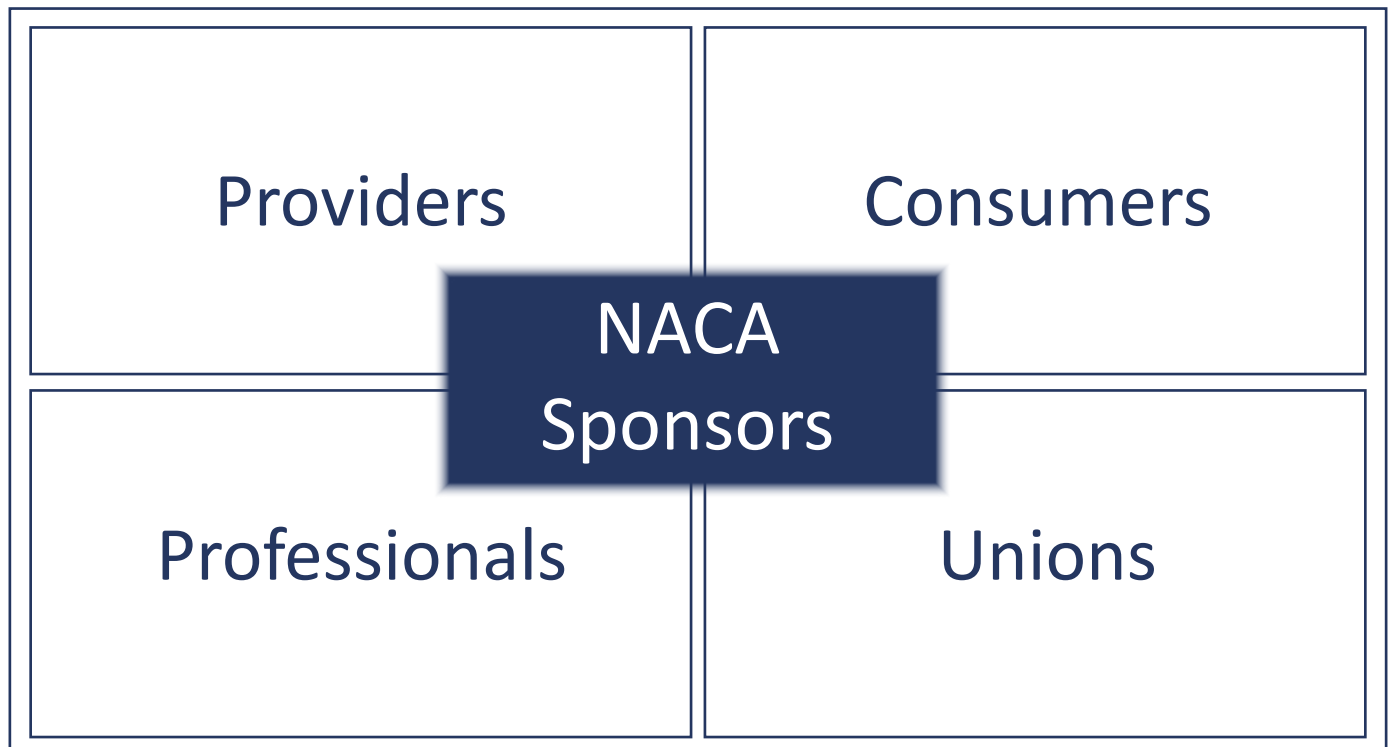 Providers
Consumers
NACA
Sponsors
Professionals
Unions